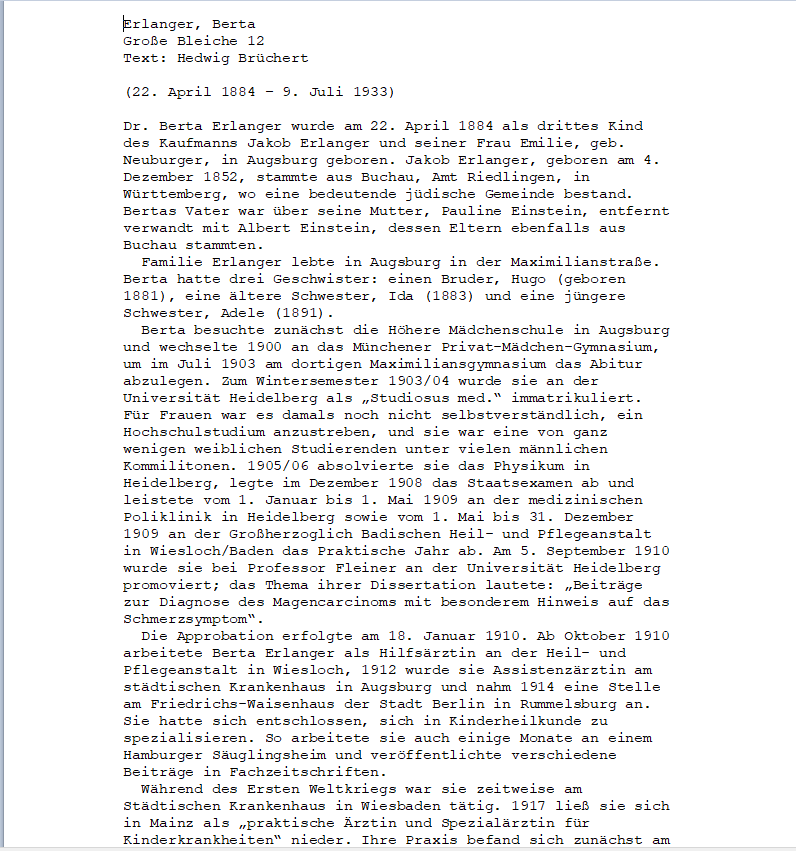 Erlanger, Berta
Große Bleiche 12
Text: Hedwig Brüchert
(22. April 1884 – 9. Juli 1933)
Dr. Berta Erlanger wurde am 22. April 1884 als drittes Kind
des Kaufmanns Jakob Erlanger und seiner Frau Emilie, geb.
Neuburger, in Augsburg geboren. Jakob Erlanger, geboren am 4.
Dezember 1852, stammte aus Buchau, Amt Riedlingen, in
Württemberg, wo eine bedeutende jüdische Gemeinde bestand.
Bertas Vater war über seine Mutter, Pauline Einstein, entfernt
verwandt mit Albert Einstein, dessen Eltern ebenfalls aus
Buchau stammten.
Familie Erlanger lebte in Augsburg in der Maximilianstraße.
Berta hatte drei Geschwister: einen Bruder, Hugo (geboren
1881), eine ältere Schwester, Ida (1883) und eine jüngere
Schwester, Adele (1891).
Berta besuchte zunächst die Höhere Mädchenschule in Augsburg
und wechselte 1900 an das Münchener Privat-Mädchen-Gymnasium,
um im Juli 1903 am dortigen Maximiliansgymnasium das Abitur
abzulegen. Zum Wintersemester 1903/04 wurde sie an der
Universität Heidelberg als „Studiosus med.“ immatrikuliert.
Für Frauen war es damals noch nicht selbstverständlich, ein
Hochschulstudium anzustreben, und sie war eine von ganz
wenigen weiblichen Studierenden unter vielen männlichen
Kommilitonen. 1905/06 absolvierte sie das Physikum in
Heidelberg, legte im Dezember 1908 das Staatsexamen ab und
leistete vom 1. Januar bis 1. Mai 1909 an der medizinischen
Poliklinik in Heidelberg sowie vom 1. Mai bis 31. Dezember
1909 an der Großherzoglich Badischen Heil- und Pflegeanstalt
in Wiesloch/Baden das Praktische Jahr ab. Am 5. September 1910
wurde sie bei Professor Fleiner an der Universität Heidelberg
promoviert; das Thema ihrer Dissertation lautete: „Beiträge
zur Diagnose des Magencarcinoms mit besonderem Hinweis auf das
Schmerzsymptom“.
Die Approbation erfolgte am 18. Januar 1910. Ab Oktober 1910
arbeitete Berta Erlanger als Hilfsärztin an der Heil- und
Pflegeanstalt in Wiesloch, 1912 wurde sie Assistenzärztin am
städtischen Krankenhaus in Augsburg und nahm 1914 eine Stelle
am Friedrichs-Waisenhaus der Stadt Berlin in Rummelsburg an.
Sie hatte sich entschlossen, sich in Kinderheilkunde zu
spezialisieren. So arbeitete sie auch einige Monate an einem
Hamburger Säuglingsheim und veröffentlichte verschiedene
Beiträge in Fachzeitschriften.
Während des Ersten Weltkriegs war sie zeitweise am
Städtischen Krankenhaus in Wiesbaden tätig. 1917 ließ sie sich
in Mainz als „praktische Ärztin und Spezialärztin für
Kinderkrankheiten“ nieder. Ihre Praxis befand sich zunächst am